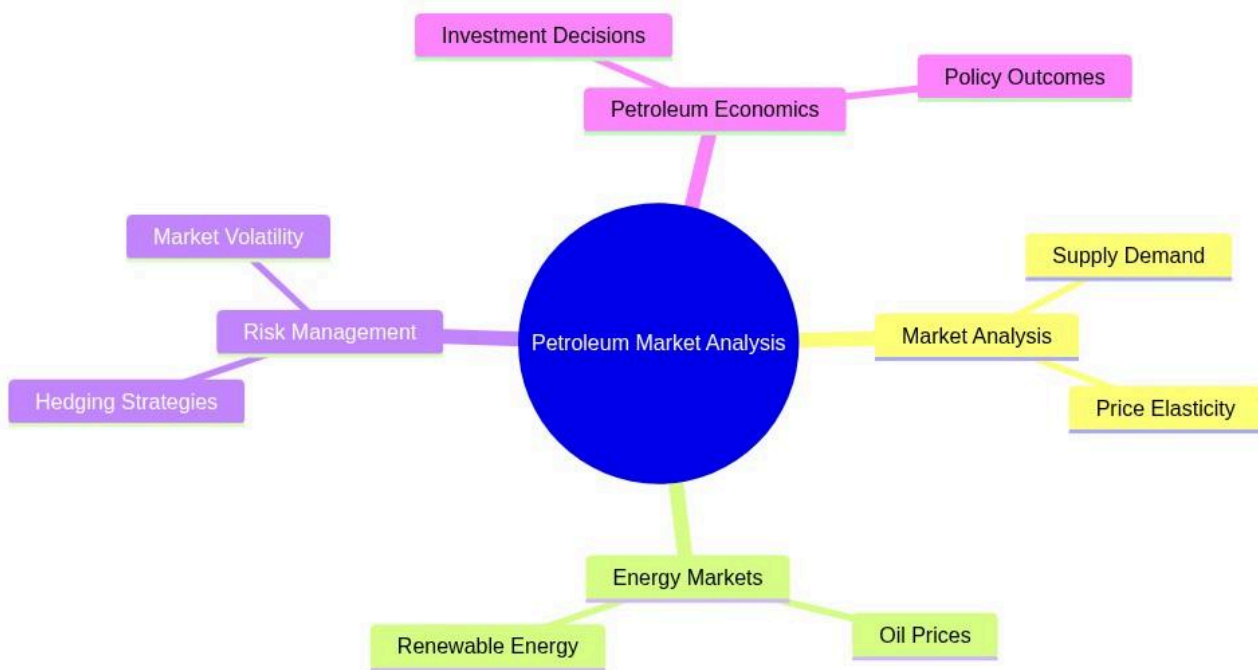 Investment Decisions
Policy Outcomes
Petroleum Economics
Market Volatility
Supply Demand
Risk Management
Petroleum Market Analysis
Market Analysis
Hedging Strategies
Price Elasticity
Energy Markets
Renewable Energy
Oil Prices